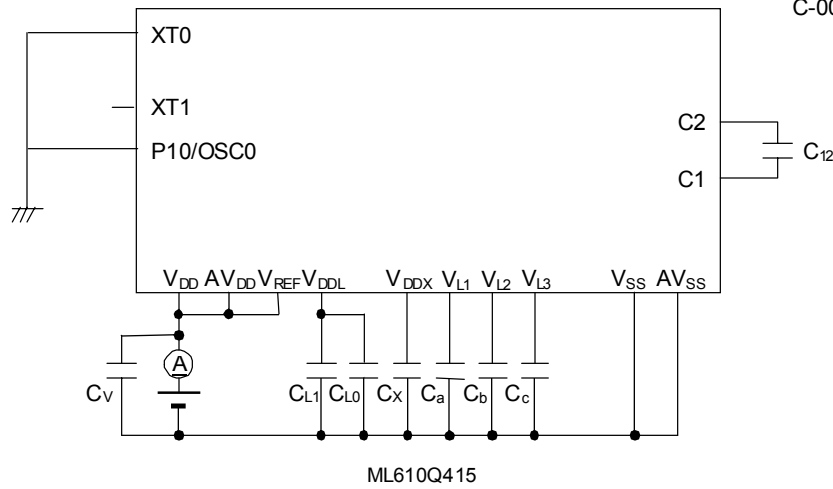 C-00
XT0
XT1
P10/OSC0
C2
C1
C12
VDD AVDD VREF VDDL VDDX VL1 VL2 VL3 VSS AVSS
A
CV CL1 CL0 CX Ca Cb Cc
ML610Q415